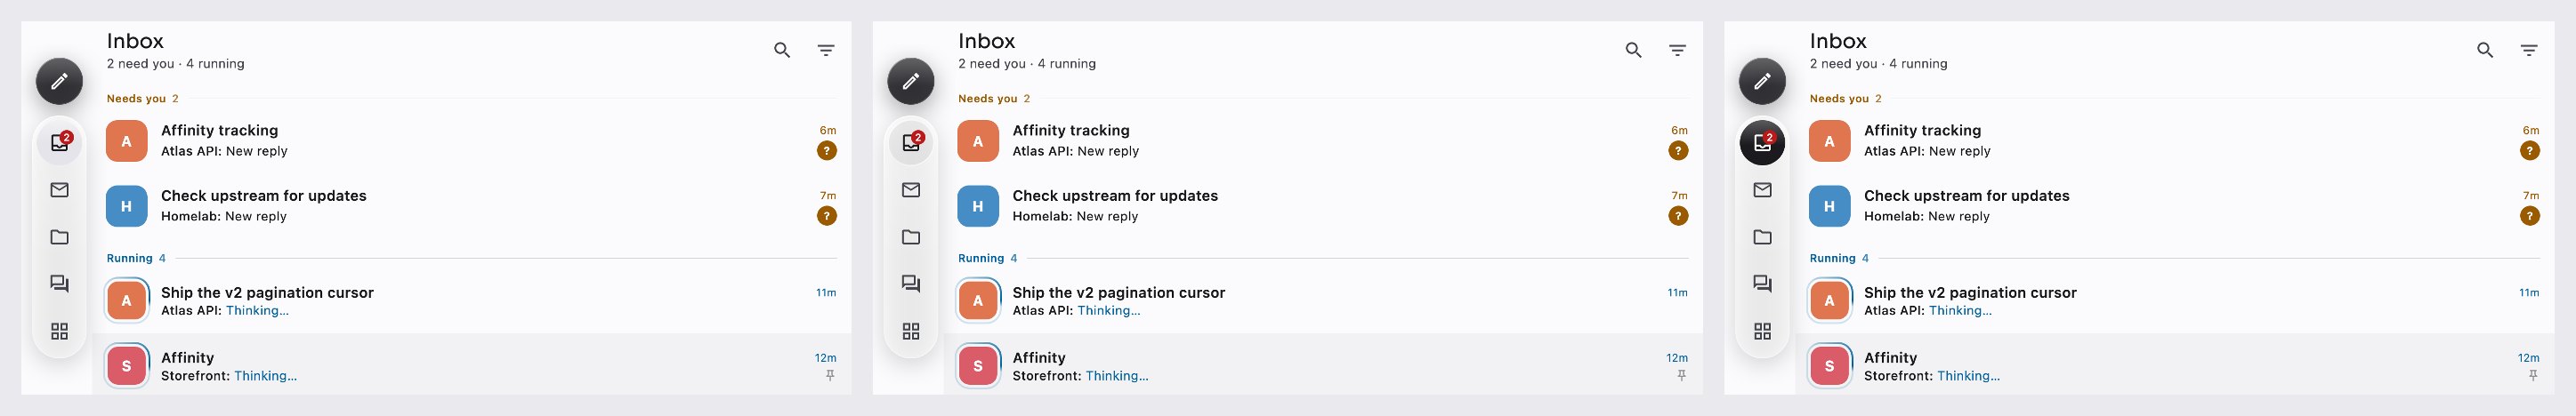 Inbox
2 need you · 4 running
Needs you 2
2
A
Affinity tracking
6m
Atlas API: New reply
?
H
Check upstream for updates
7m
Homelab: New reply
?
Running 4
A
Ship the v2 pagination cursor
11m
Atlas API: Thinking...
S
Affinity
12m
Storefront: Thinking...
Inbox
2 need you · 4 running
Needs you 2
2
A
Affinity tracking
6m
Atlas API: New reply
?
H
Check upstream for updates
7m
Homelab: New reply
?
Running 4
A
Ship the v2 pagination cursor
11m
Atlas API: Thinking...
S
Affinity
12m
Storefront: Thinking...
Inbox
2 need you · 4 running
Needs you 2
2
A
Affinity tracking
6m
Atlas API: New reply
?
H
Check upstream for updates
7m
Homelab: New reply
?
Running 4
A
Ship the v2 pagination cursor
11m
Atlas API: Thinking...
S
Affinity
12m
Storefront: Thinking...